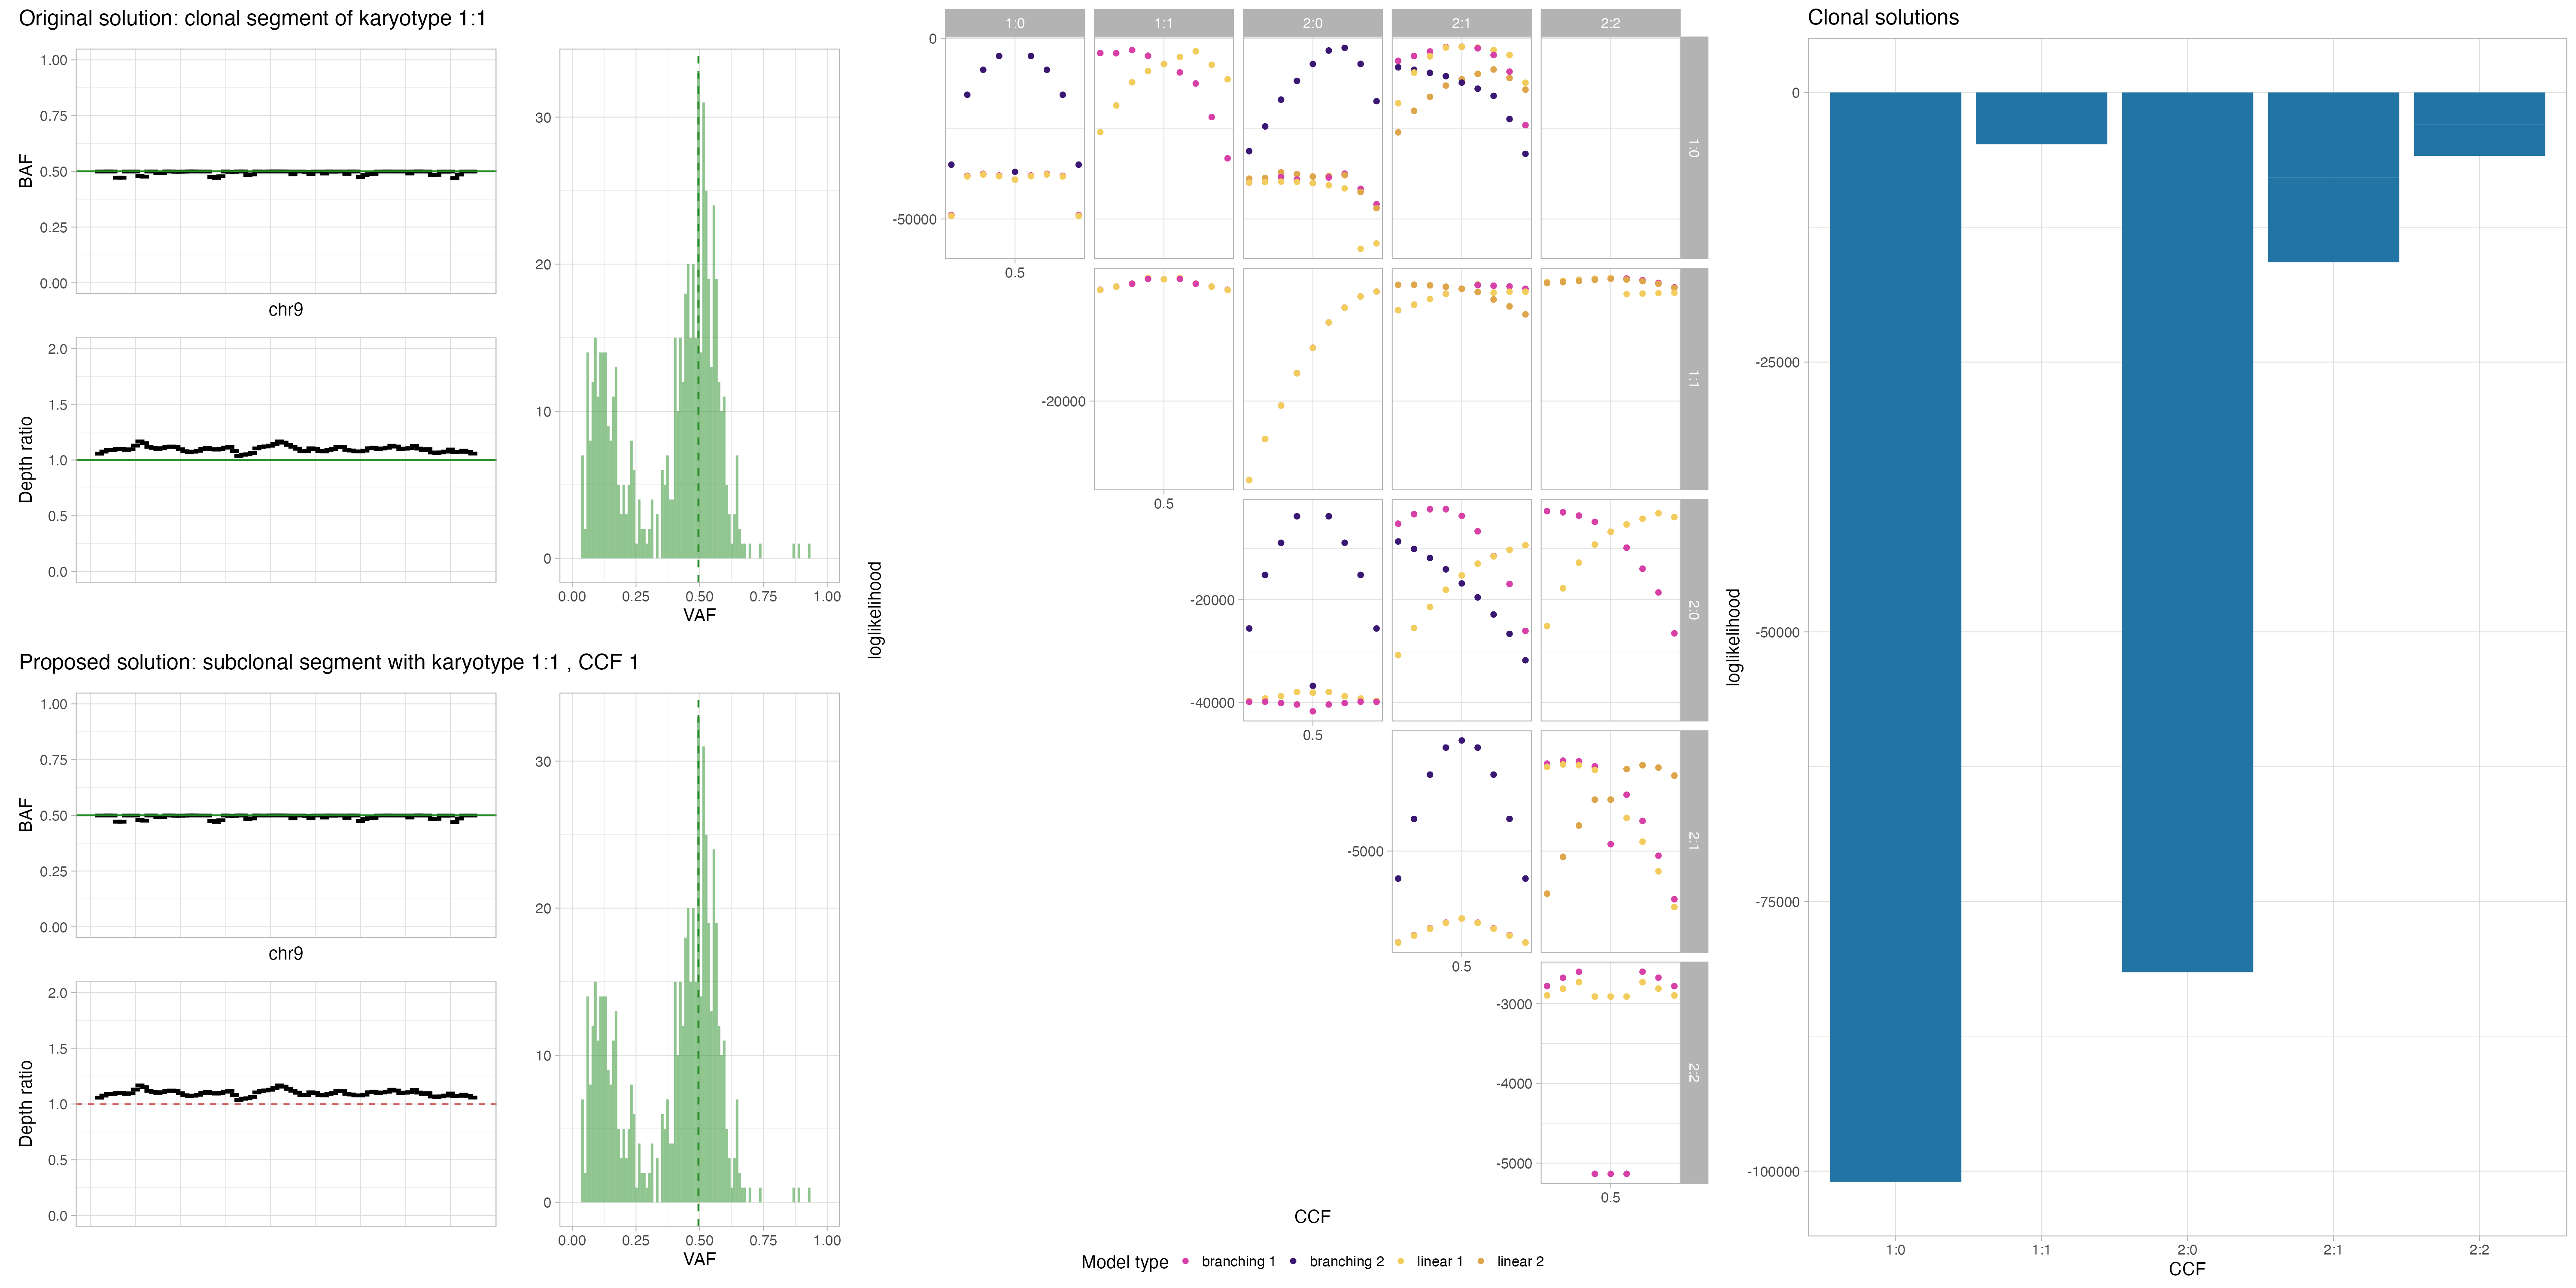 Original solution: clonal segment of karyotype 1:1
1.00
0.75
0.50
0.25
0.00
BAF
chr9
2.0
1.5
1.0
0.5
0.0
Depth ratio
30
20
10
0
0.00 0.25 0.50 0.75 1.00
VAF
Proposed solution: subclonal segment with karyotype 1:1 , CCF 1
1.00
0.75
0.50
0.25
0.00
BAF
chr9
2.0
1.5
1.0
0.5
0.0
Depth ratio
30
20
10
0
0.00 0.25 0.50 0.75 1.00
VAF
loglikelihood
1:0 1:1 2:0 2:1 2:2
0
-50000
1:0
0.5
-20000
1:1
0.5
-20000
-40000
2:0
0.5
-5000
2:1
0.5
-3000
-4000
-5000
2:2
0.5
CCF
Model type branching 1 branching 2 linear 1 linear 2
Clonal solutions
0
-25000
-50000
-75000
-100000
loglikelihood
1:0 1:1 2:0 2:1 2:2
CCF